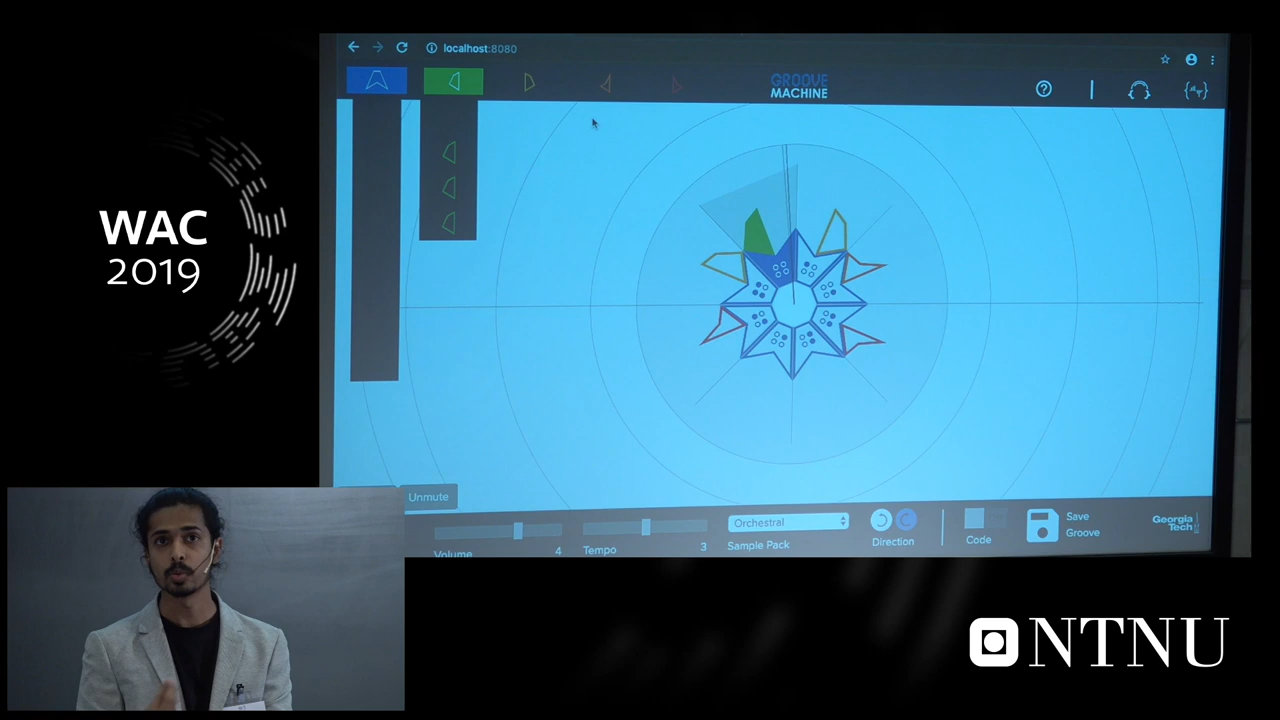 localhost:8080
GROOVE
MACHINE
WAC
2019
Unmute
Volume
4
Tempo
3
Orchestral
Sample Pack
Direction
Code
Save
Groove
Georgia
Tech
NTNU